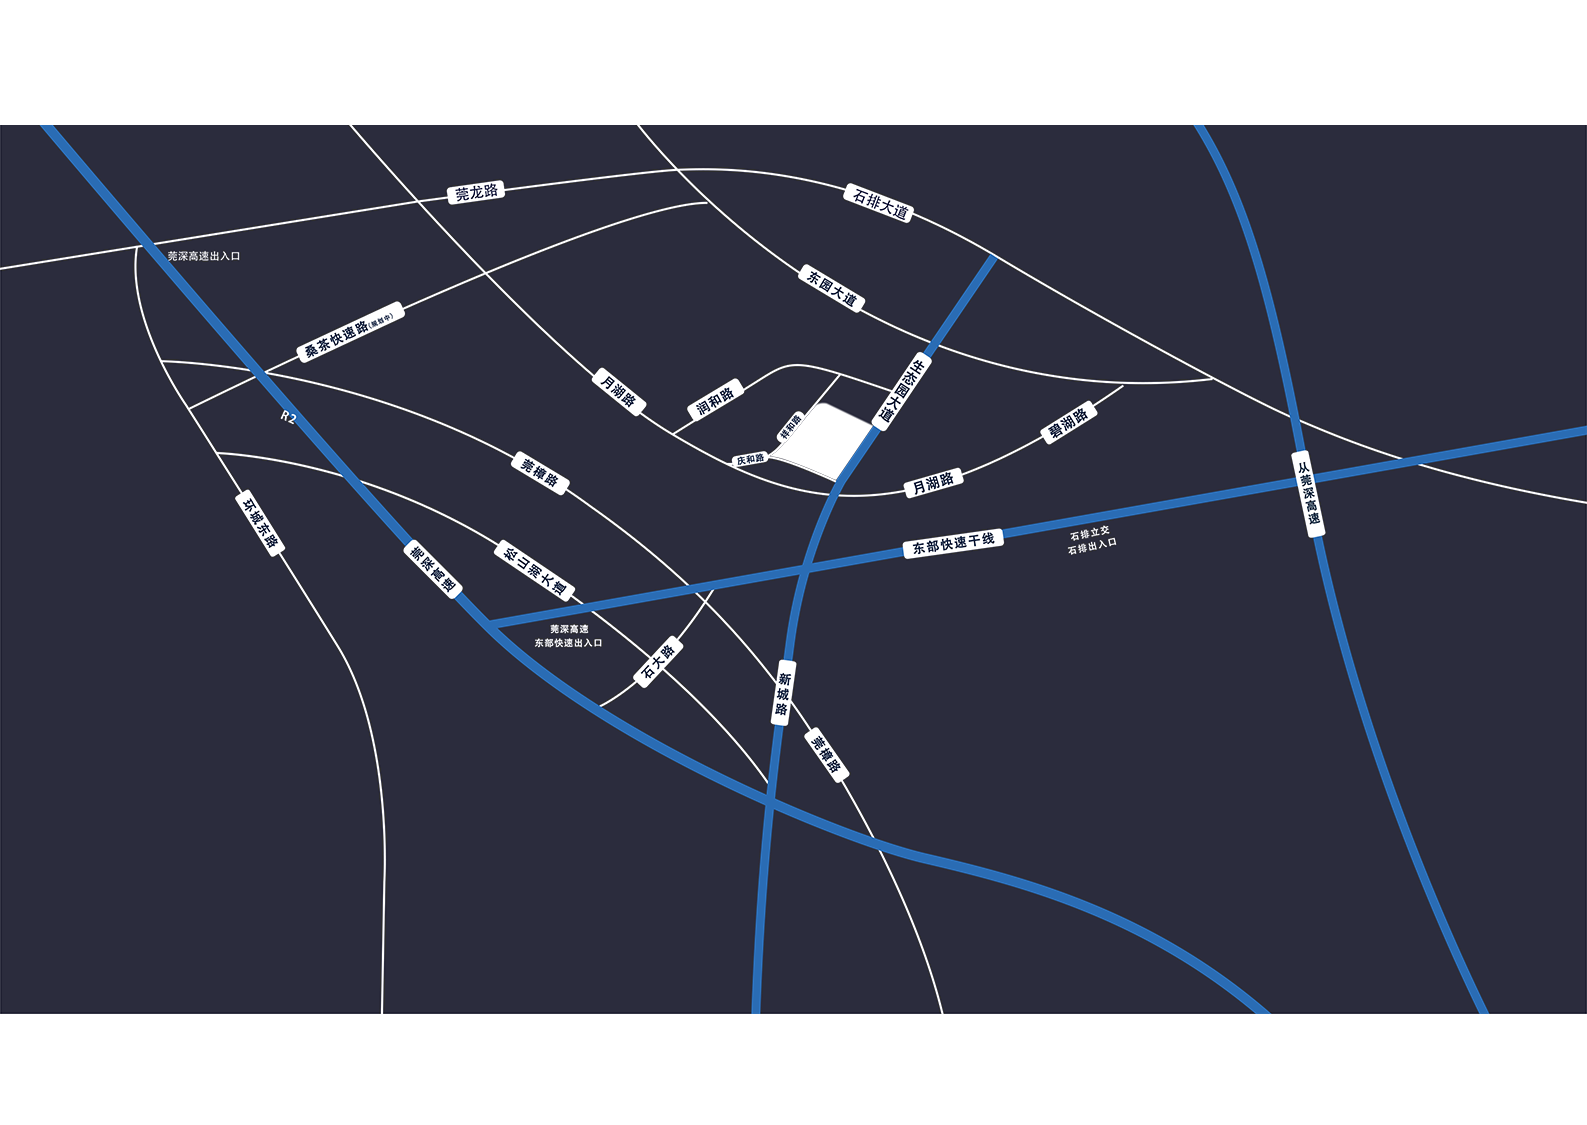 莞龙路
石排大道
莞深高速出入口
东园大道
桑茶快速路(规划中)
月湖路
润和路
生态园大道
R2
祥和路
碧湖路
庆和路
莞樟路
月湖路
从莞深高速
环城东路
东部快速干线
石排立交
石排出入口
莞深高速
松山湖大道
莞深高速
东部快速出入口
石大路
新城路
莞樟路